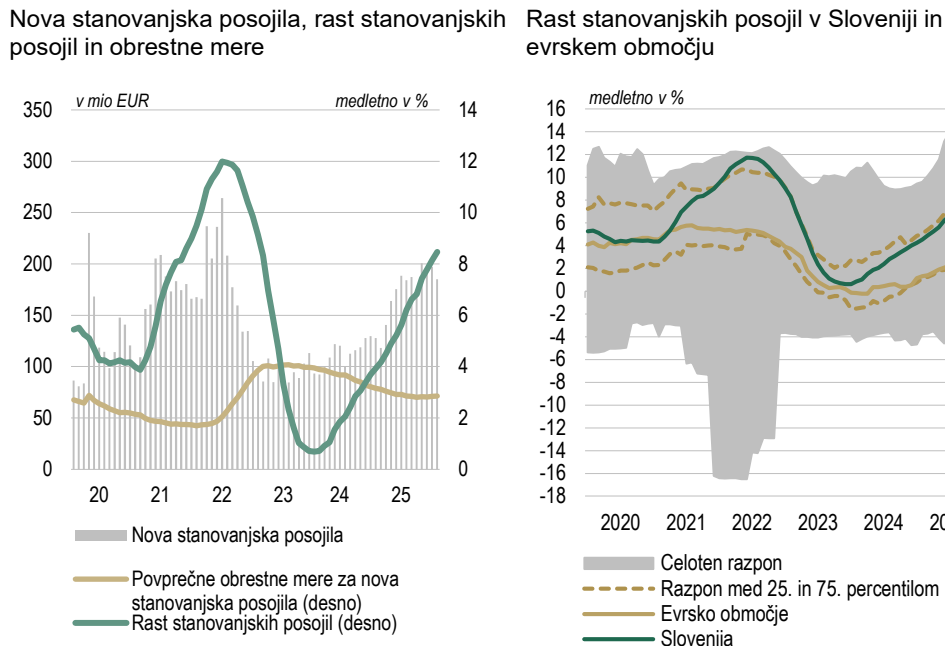 Nova stanovanjska posojila, rast stanovanjskih
posojil in obrestne mere
v mio EUR
medletno v %
350
300
250
200
150
100
50
0
14
12
10
8
6
4
2
0
20 21 22 23 24 25
Nova stanovanjska posojila
Povprečne obrestne mere za nova
stanovanjska posojila (desno)
Rast stanovanjskih posojil (desno)
Rast stanovanjskih posojil v Sloveniji in
evrskem območju
medletno v %
16
14
12
10
8
6
4
2
0
-2
-4
-6
-8
-10
-12
-14
-16
-18
2020 2021 2022 2023 2024 20
Celoten razpon
Razpon med 25. in 75. percentilom
Evrsko območje
Slovenija